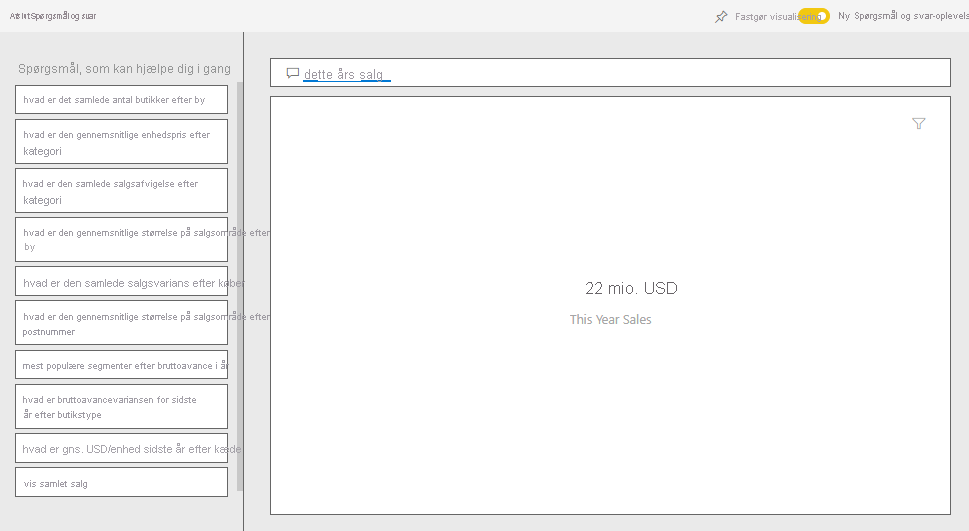 Spørgsmål og svar
Fastgør visualisering
Ny Spørgsmål og svar-oplevels
Spørgsmål, som kan hjælpe dig i gang
dette års salg
hvad er det samlede antal butikker efter by
hvad er den gennemsnitlige enhedspris efter
kategori
hvad er den samlede salgsafvigelse efter
kategori
hvad er den gennemsnitlige størrelse på salgsområde efter
by
hvad er den samlede salgsvarians efter køber
hvad er den gennemsnitlige størrelse på salgsområde efter
postnummer
mest populære segmenter efter bruttoavance i år
hvad er bruttoavancevariansen for sidste
år efter butikstype
hvad er gns. USD/enhed sidste år efter kæde
vis samlet salg
22 mio. USD
This Year Sales